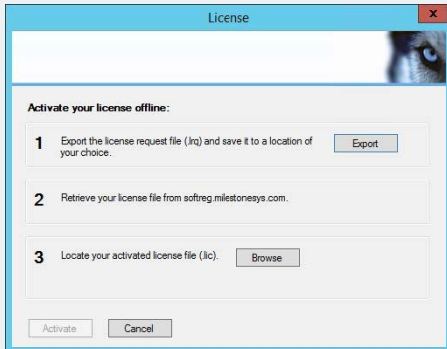 License
x
Activate your license offline:
1 Export the license request file (.lrq) and save it to a location of
your choice.
Export
2 Retrieve your license file from softreg.milestonesys.com.
3 Locate your activated license file (.lic).
Browse
Activate
Cancel